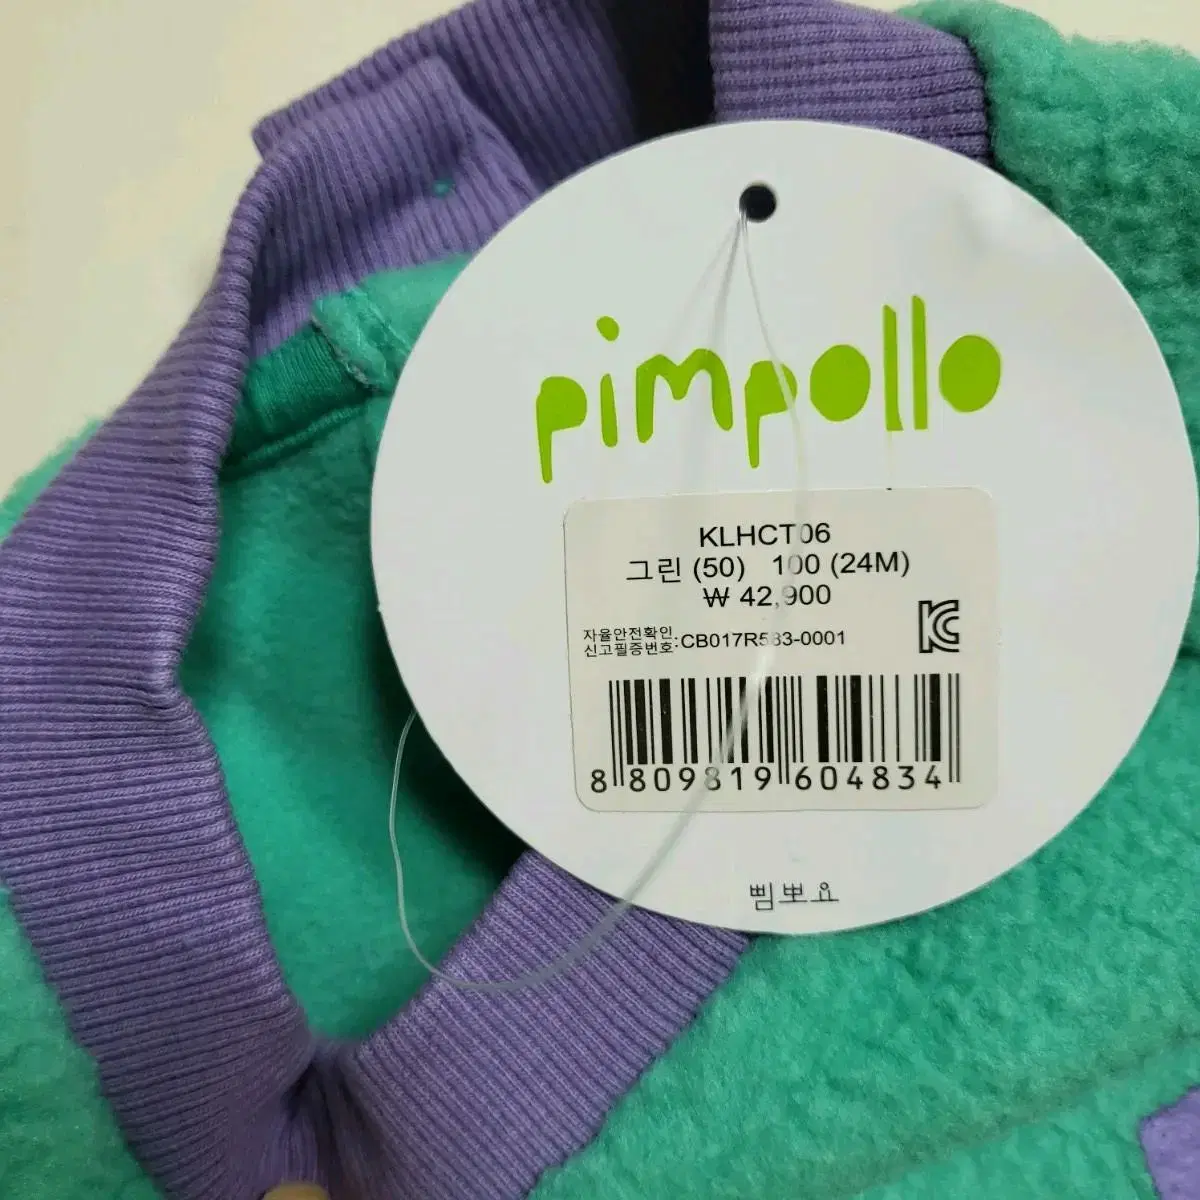 pimpollo
KLHCT06
그린 (50) 100 (24M)
₩ 42,900
자율안전확인
신고필증번호:CB017R583-0001
8 809819 604834
삠뽀요